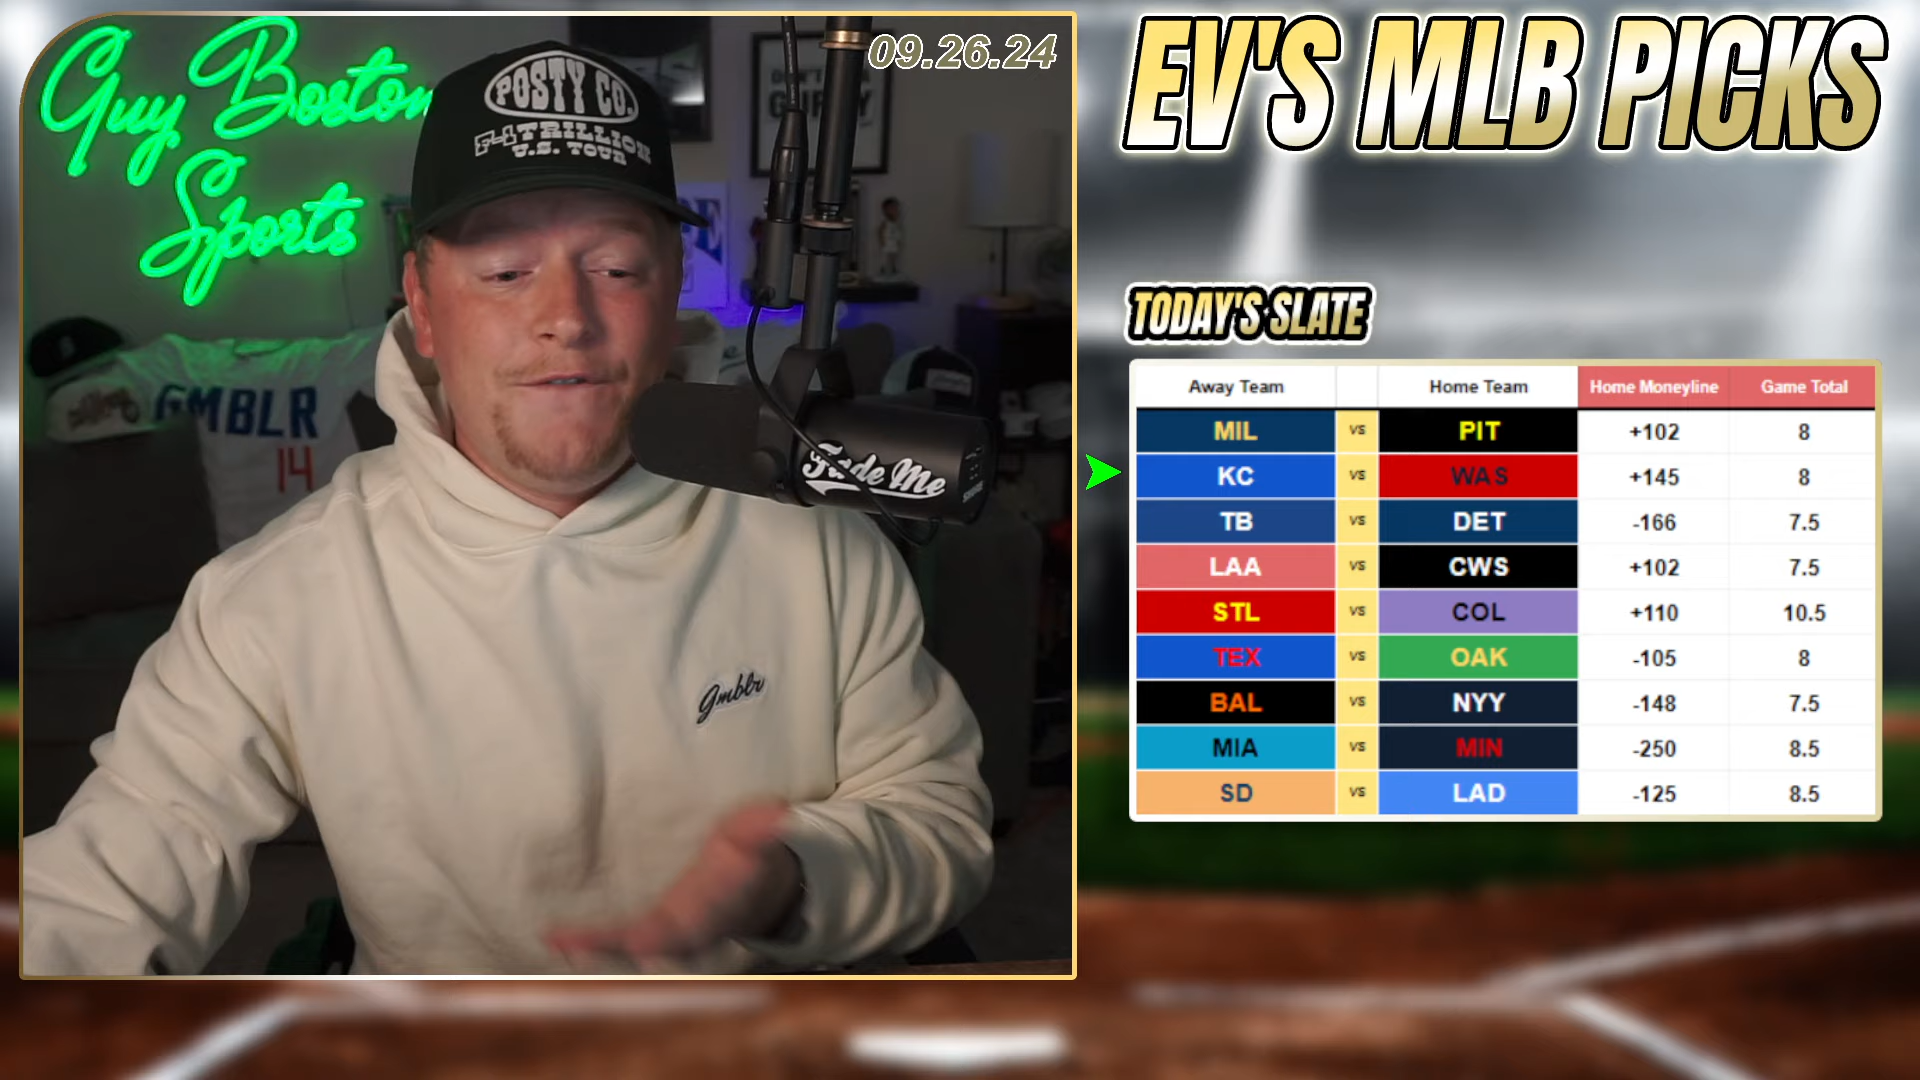 Guy Boston
Sports
POSTY CO.
F-1 TRILLION
U.S. TOUR
09.26.24
GMBLR
14
Fade Me
gmblr
EV'S MLB PICKS
TODAY'S SLATE
Away Team Home Team Home Moneyline Game Total
MIL vs PIT +102 8
KC vs WAS +145 8
TB vs DET -166 7.5
LAA vs CWS +102 7.5
STL vs COL +110 10.5
TEX vs OAK -105 8
BAL vs NYY -148 7.5
MIA vs MIN -250 8.5
SD vs LAD -125 8.5